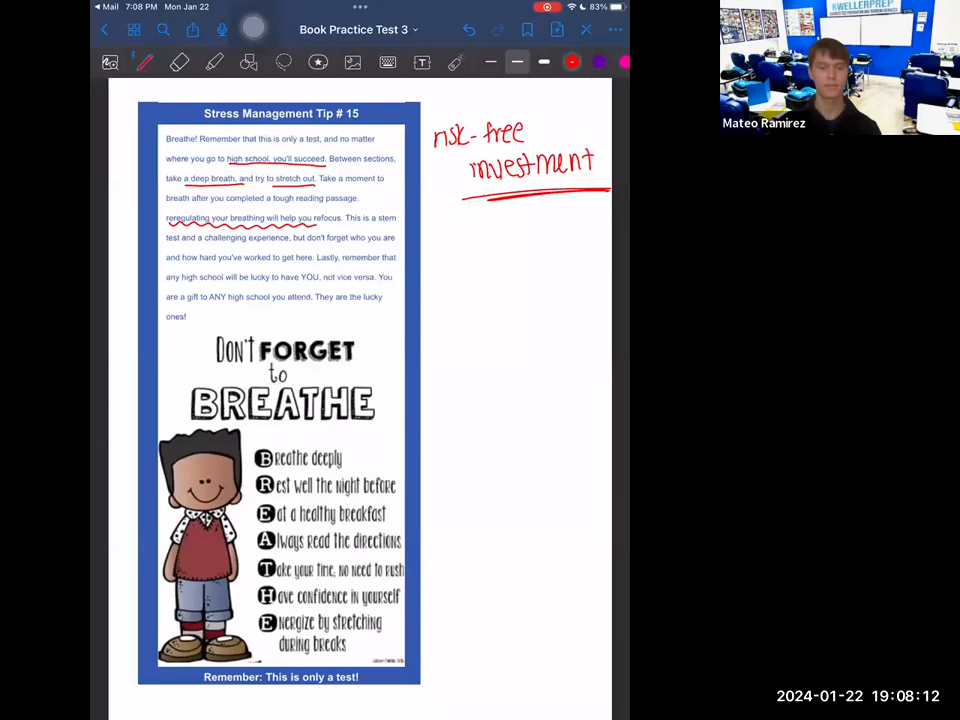 Mail 7:08 PM Mon Jan 22
83%
Book Practice Test 3
KWELLERPREP
Mateo Ramirez
Stress Management Tip # 15
Breathe! Remember that this is only a test, and no matter
where you go to high school, you'll succeed. Between sections,
take a deep breath, and try to stretch out. Take a moment to
breath after you completed a tough reading passage.
reregulating your breathing will help you refocus. This is a stern
test and a challenging experience, but don't forget who you are
and how hard you've worked to get here. Lastly, remember that
any high school will be lucky to have YOU, not vice versa. You
are a gift to ANY high school you attend. They are the lucky
ones!
risk-free
investment
DON'T FORGET
to
BREATHE
Breathe deeply
Rest well the night before
Eat a healthy breakfast
Always read the directions
Take your time, no need to rush
Have confidence in yourself
Energize by stretching
during breaks
Remember: This is only a test!
2024-01-22 19:08:12